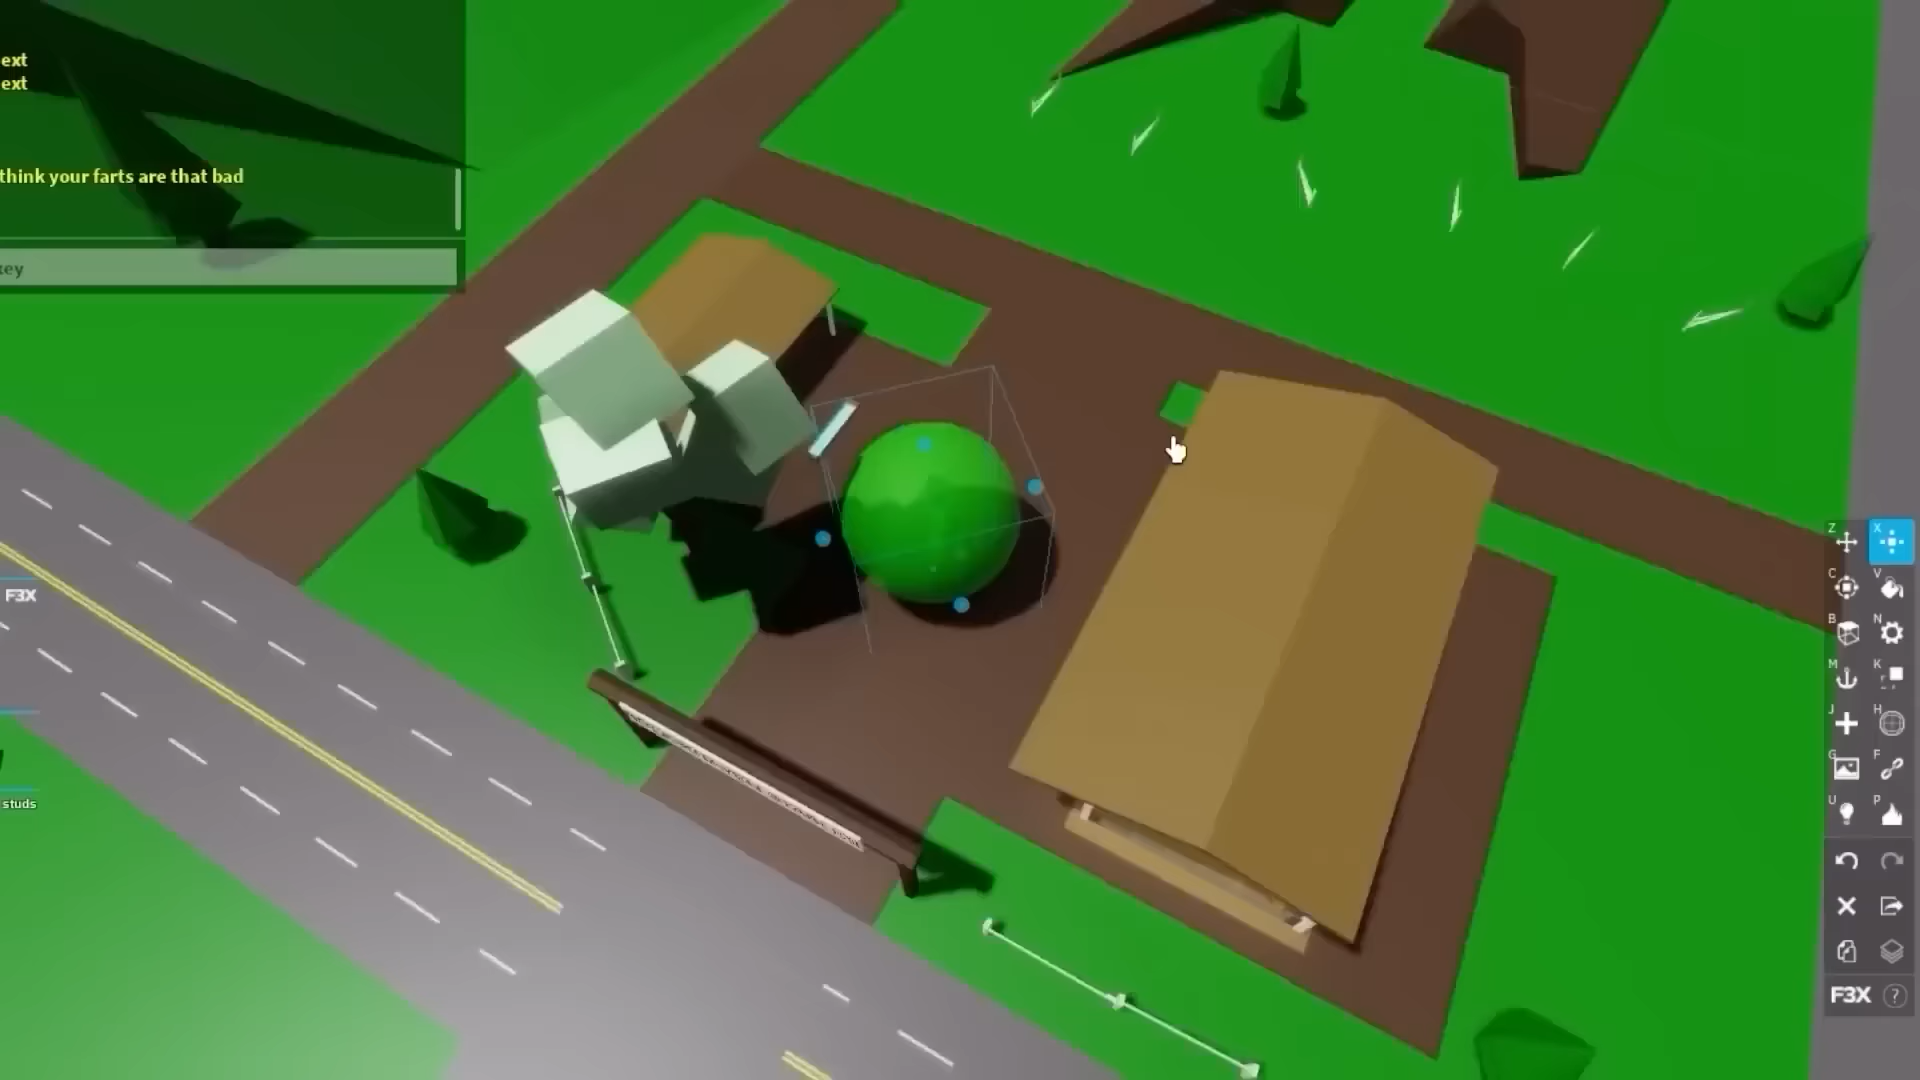 ext
ext
think your farts are that bad
key
F3X
studs
Z
X
C
V
B
N
M
K
J
H
G
F
U
P
F3X
?